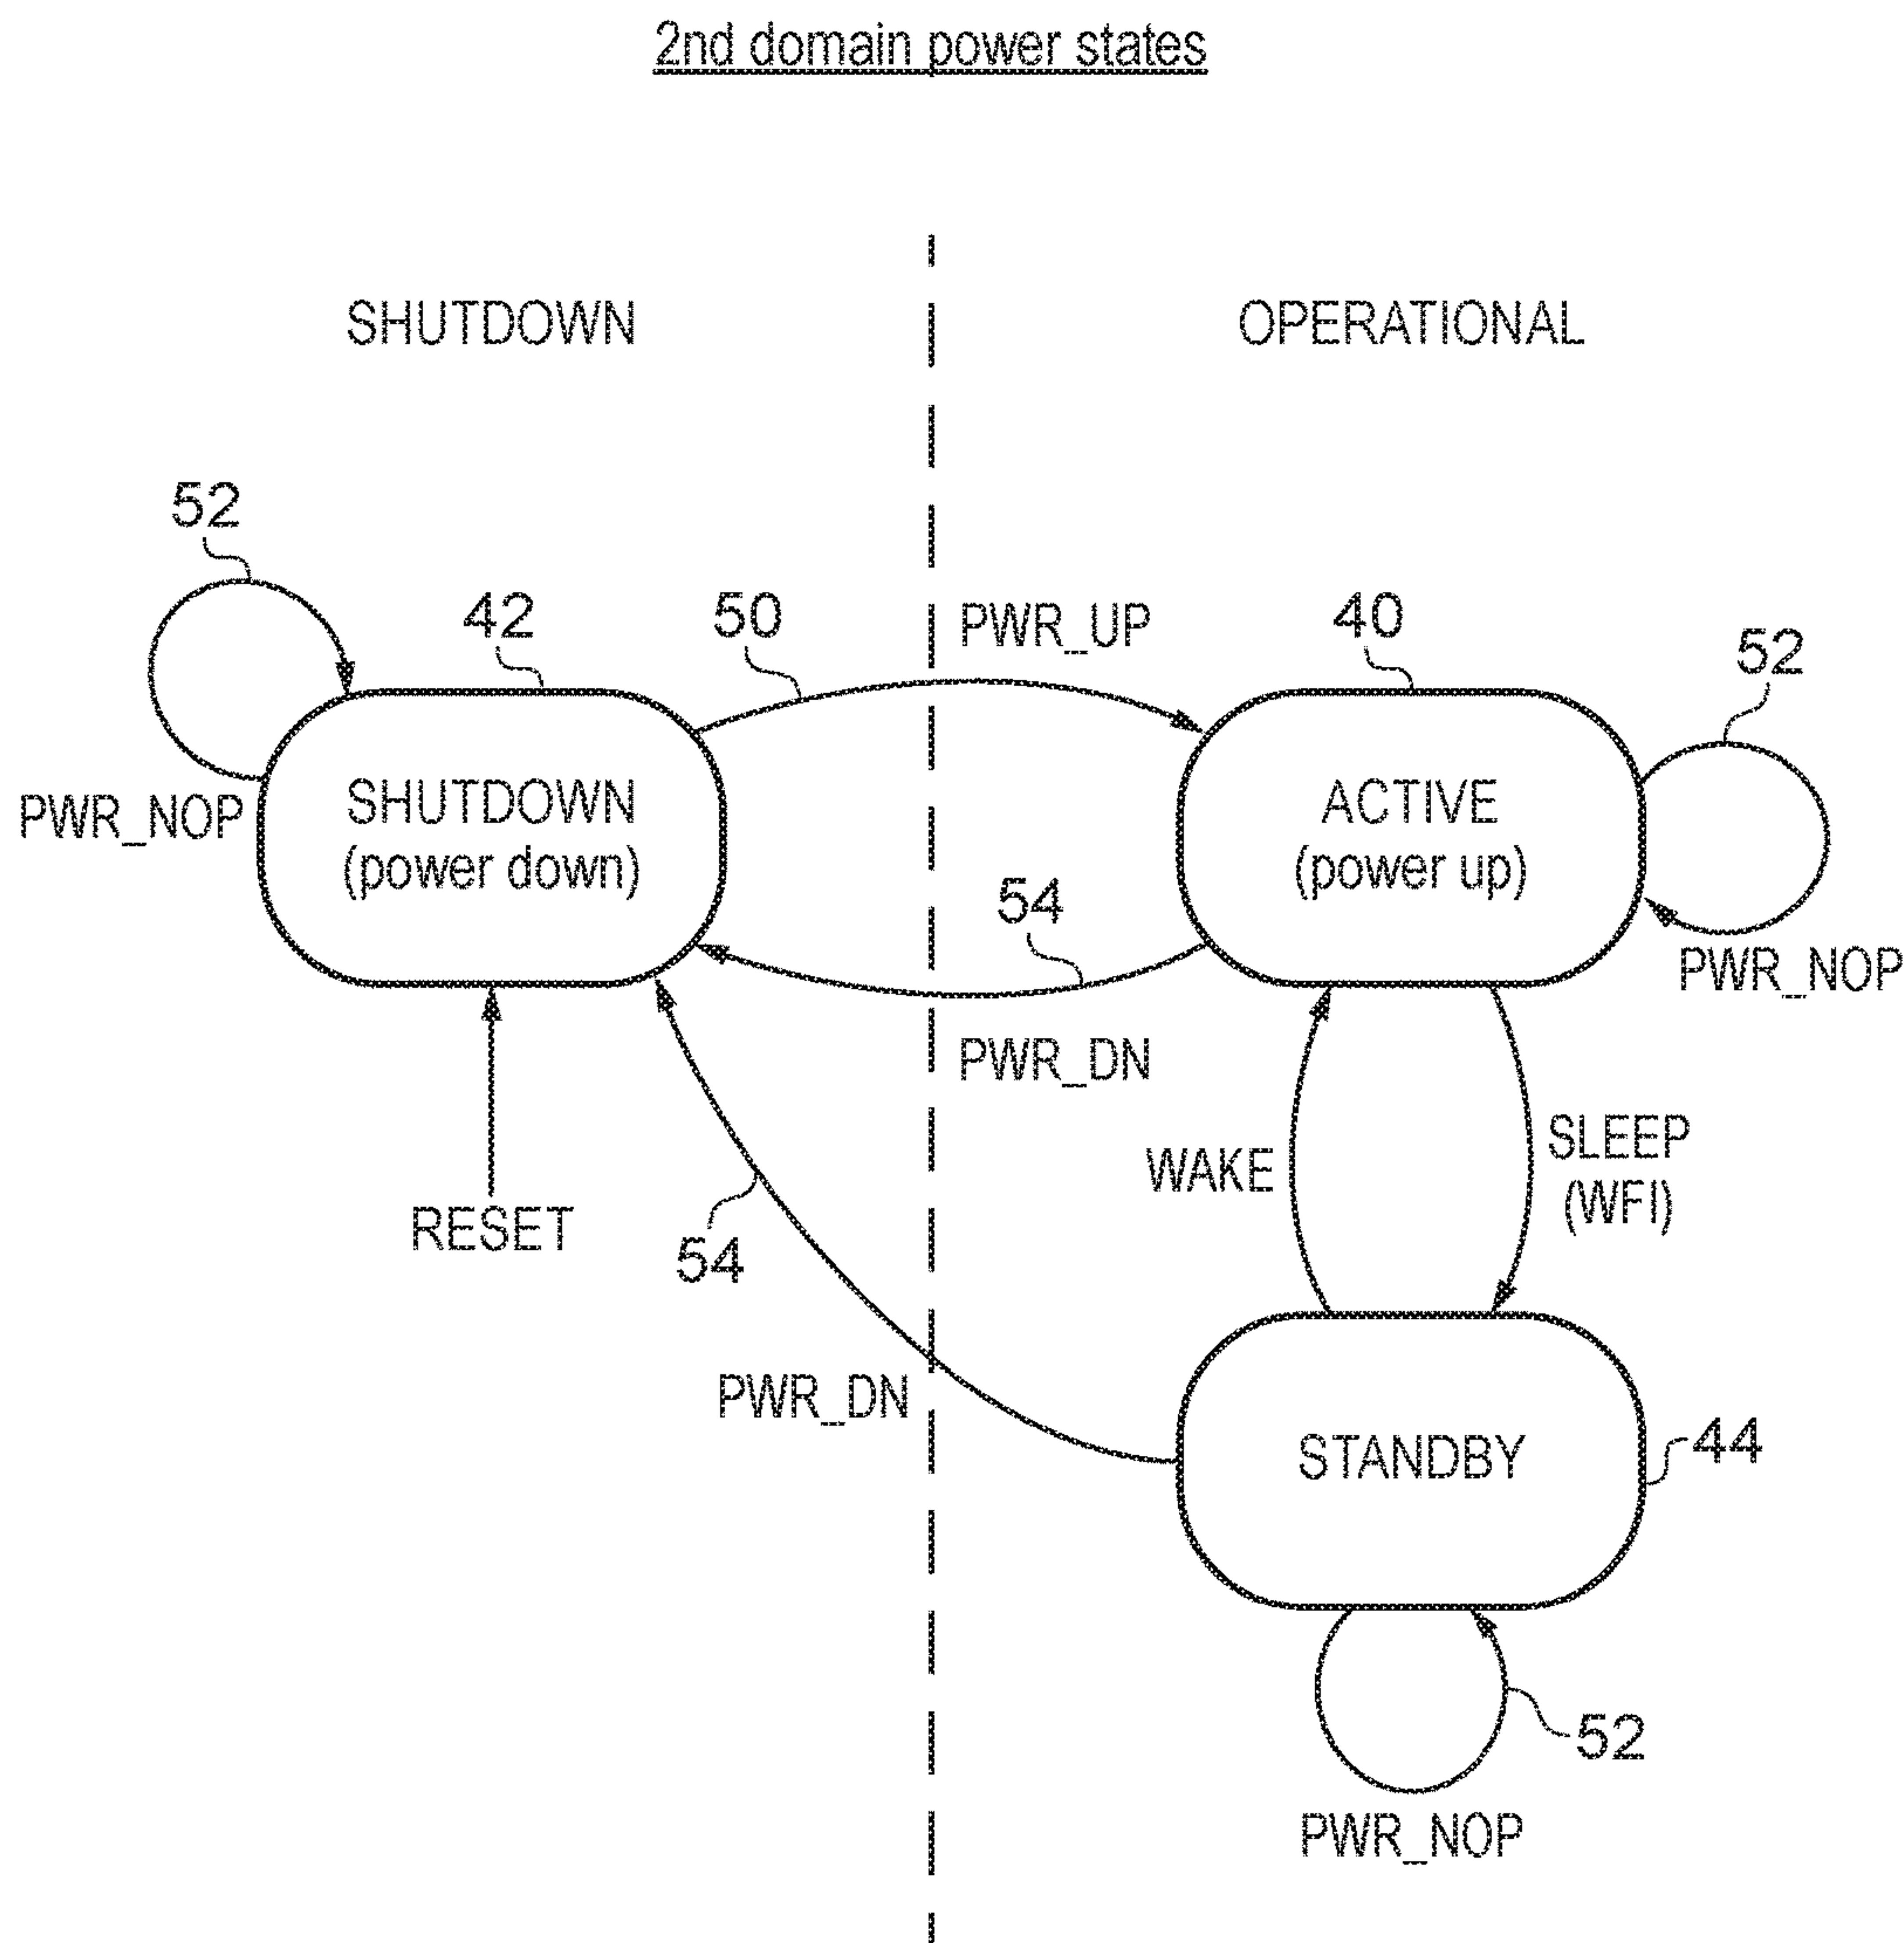 2nd domain power states
SHUTDOWN
OPERATIONAL
52
42
50
PWR_UP
40
52
PWR_NOP
SHUTDOWN
(power down)
ACTIVE
(power up)
54
PWR_NOP
PWR_DN
RESET
54
WAKE
SLEEP
(WFI)
PWR_DN
STANDBY
44
52
PWR_NOP